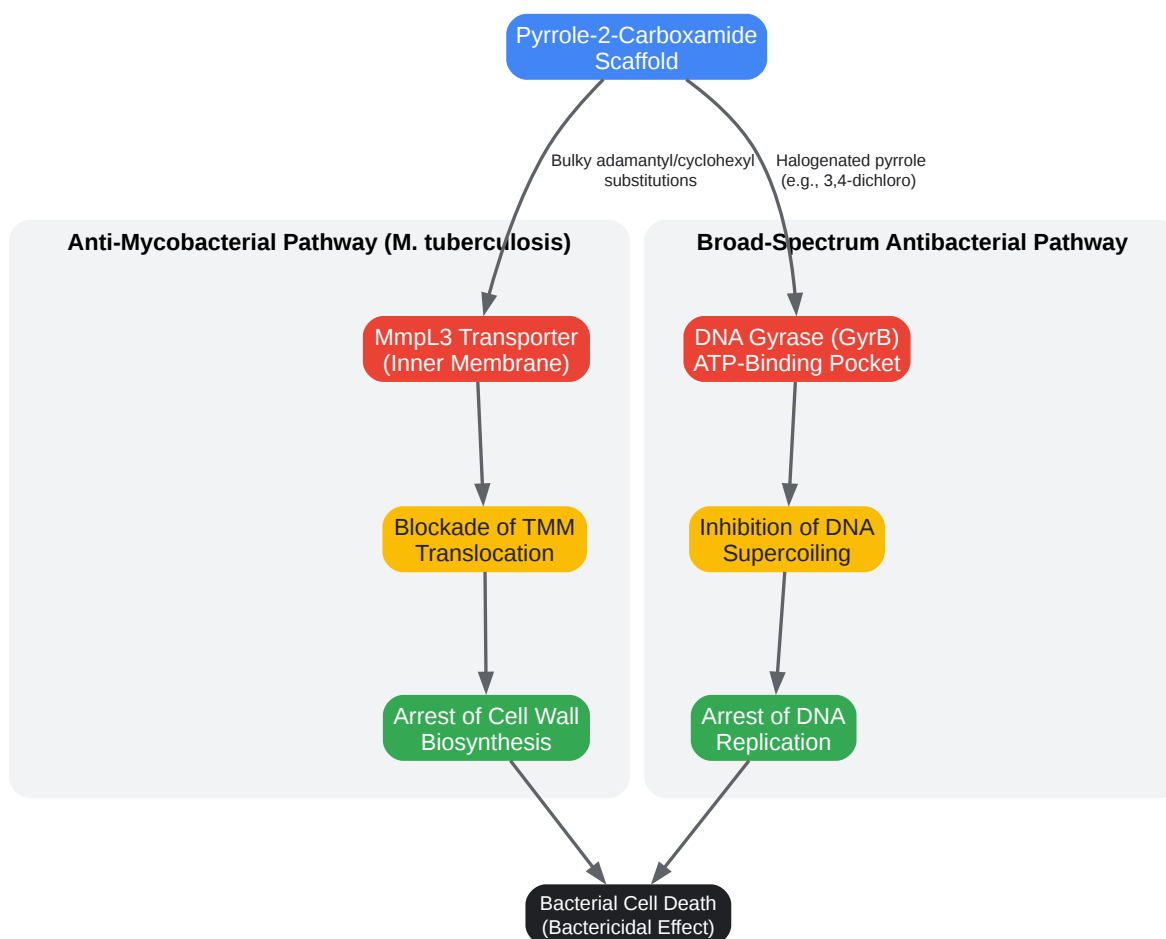 Pyrrole-2-Carboxamide
Scaffold
Bulky adamantyl/cyclohexyl
substitutions
Halogenated pyrrole
(e.g., 3,4-dichloro)
Anti-Mycobacterial Pathway (M. tuberculosis)
Broad-Spectrum Antibacterial Pathway
MmpL3 Transporter
(Inner Membrane)
DNA Gyrase (GyrB)
ATP-Binding Pocket
Blockade of TMM
Translocation
Inhibition of DNA
Supercoiling
Arrest of Cell Wall
Biosynthesis
Arrest of DNA
Replication
Bacterial Cell Death
(Bactericidal Effect)